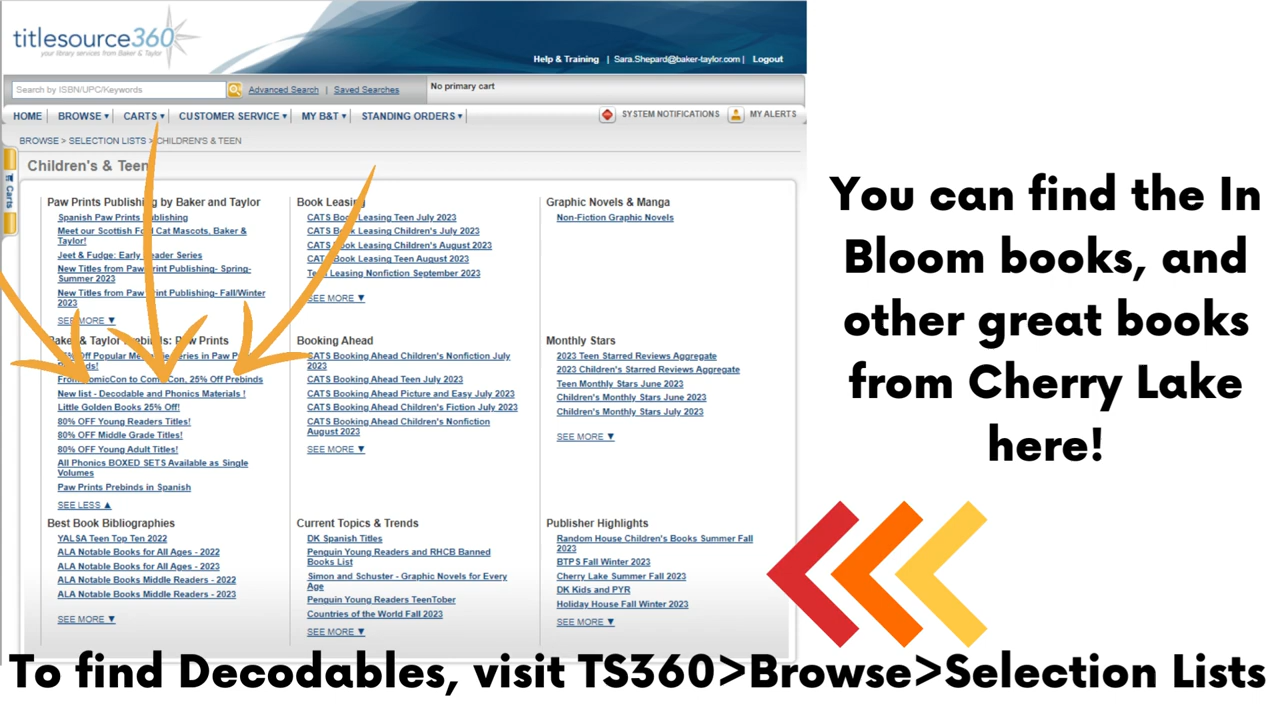 titlesource360
your library services from Baker & Taylor
Help & Training | Sara.Shepard@baker-taylor.com | Logout
Search by ISBN/UPC/Keywords
Advanced Search | Saved Searches
No primary cart
HOME BROWSE ▾ CARTS ▾ CUSTOMER SERVICE ▾ MY B&T ▾ STANDING ORDERS ▾
SYSTEM NOTIFICATIONS MY ALERTS
BROWSE > SELECTION LISTS > CHILDREN'S & TEEN
Carts
Children's & Teen
Paw Prints Publishing by Baker and Taylor
Spanish Paw Prints Publishing
Meet our Scottish Fold Cat Mascots, Baker &
Taylor!
Jeet & Fudge: Early Reader Series
New Titles from Paw Print Publishing- Spring-
Summer 2023
New Titles from Paw Print Publishing- Fall/Winter
2023
SEE MORE ▼
Book Leasing
CATS Book Leasing Teen July 2023
CATS Book Leasing Children's July 2023
CATS Book Leasing Children's August 2023
CATS Book Leasing Teen August 2023
Teen Leasing Nonfiction September 2023
SEE MORE ▼
Graphic Novels & Manga
Non-Fiction Graphic Novels
Baker & Taylor Prebinds: Paw Prints
Off Popular Series in Paw
From ComicCon to ComicCon, 25% Off Prebinds
New list - Decodable and Phonics Materials !
Little Golden Books 25% Off!
80% OFF Young Readers Titles!
80% OFF Middle Grade Titles!
80% OFF Young Adult Titles!
All Phonics BOXED SETS Available as Single
Volumes
Paw Prints Prebinds in Spanish
SEE LESS ▲
Booking Ahead
CATS Booking Ahead Children's Nonfiction July
2023
CATS Booking Ahead Teen July 2023
CATS Booking Ahead Picture and Easy July 2023
CATS Booking Ahead Children's Fiction July 2023
CATS Booking Ahead Children's Nonfiction
August 2023
SEE MORE ▼
Monthly Stars
2023 Teen Starred Reviews Aggregate
2023 Children's Starred Reviews Aggregate
Teen Monthly Stars June 2023
Children's Monthly Stars June 2023
Children's Monthly Stars July 2023
SEE MORE ▼
Best Book Bibliographies
YALSA Teen Top Ten 2022
ALA Notable Books for All Ages - 2022
ALA Notable Books for All Ages - 2023
ALA Notable Books Middle Readers - 2022
ALA Notable Books Middle Readers - 2023
SEE MORE ▼
Current Topics & Trends
DK Spanish Titles
Penguin Young Readers and RHCB Banned
Books List
Simon and Schuster - Graphic Novels for Every
Age
Penguin Young Readers TeenTober
Countries of the World Fall 2023
SEE MORE ▼
Publisher Highlights
Random House Children's Books Summer Fall
2023
BTPS Fall Winter 2023
Cherry Lake Summer Fall 2023
DK Kids and PYR
Holiday House Fall Winter 2023
SEE MORE ▼
You can find the In
Bloom books, and
other great books
from Cherry Lake
here!
To find Decodables, visit TS360>Browse>Selection Lists